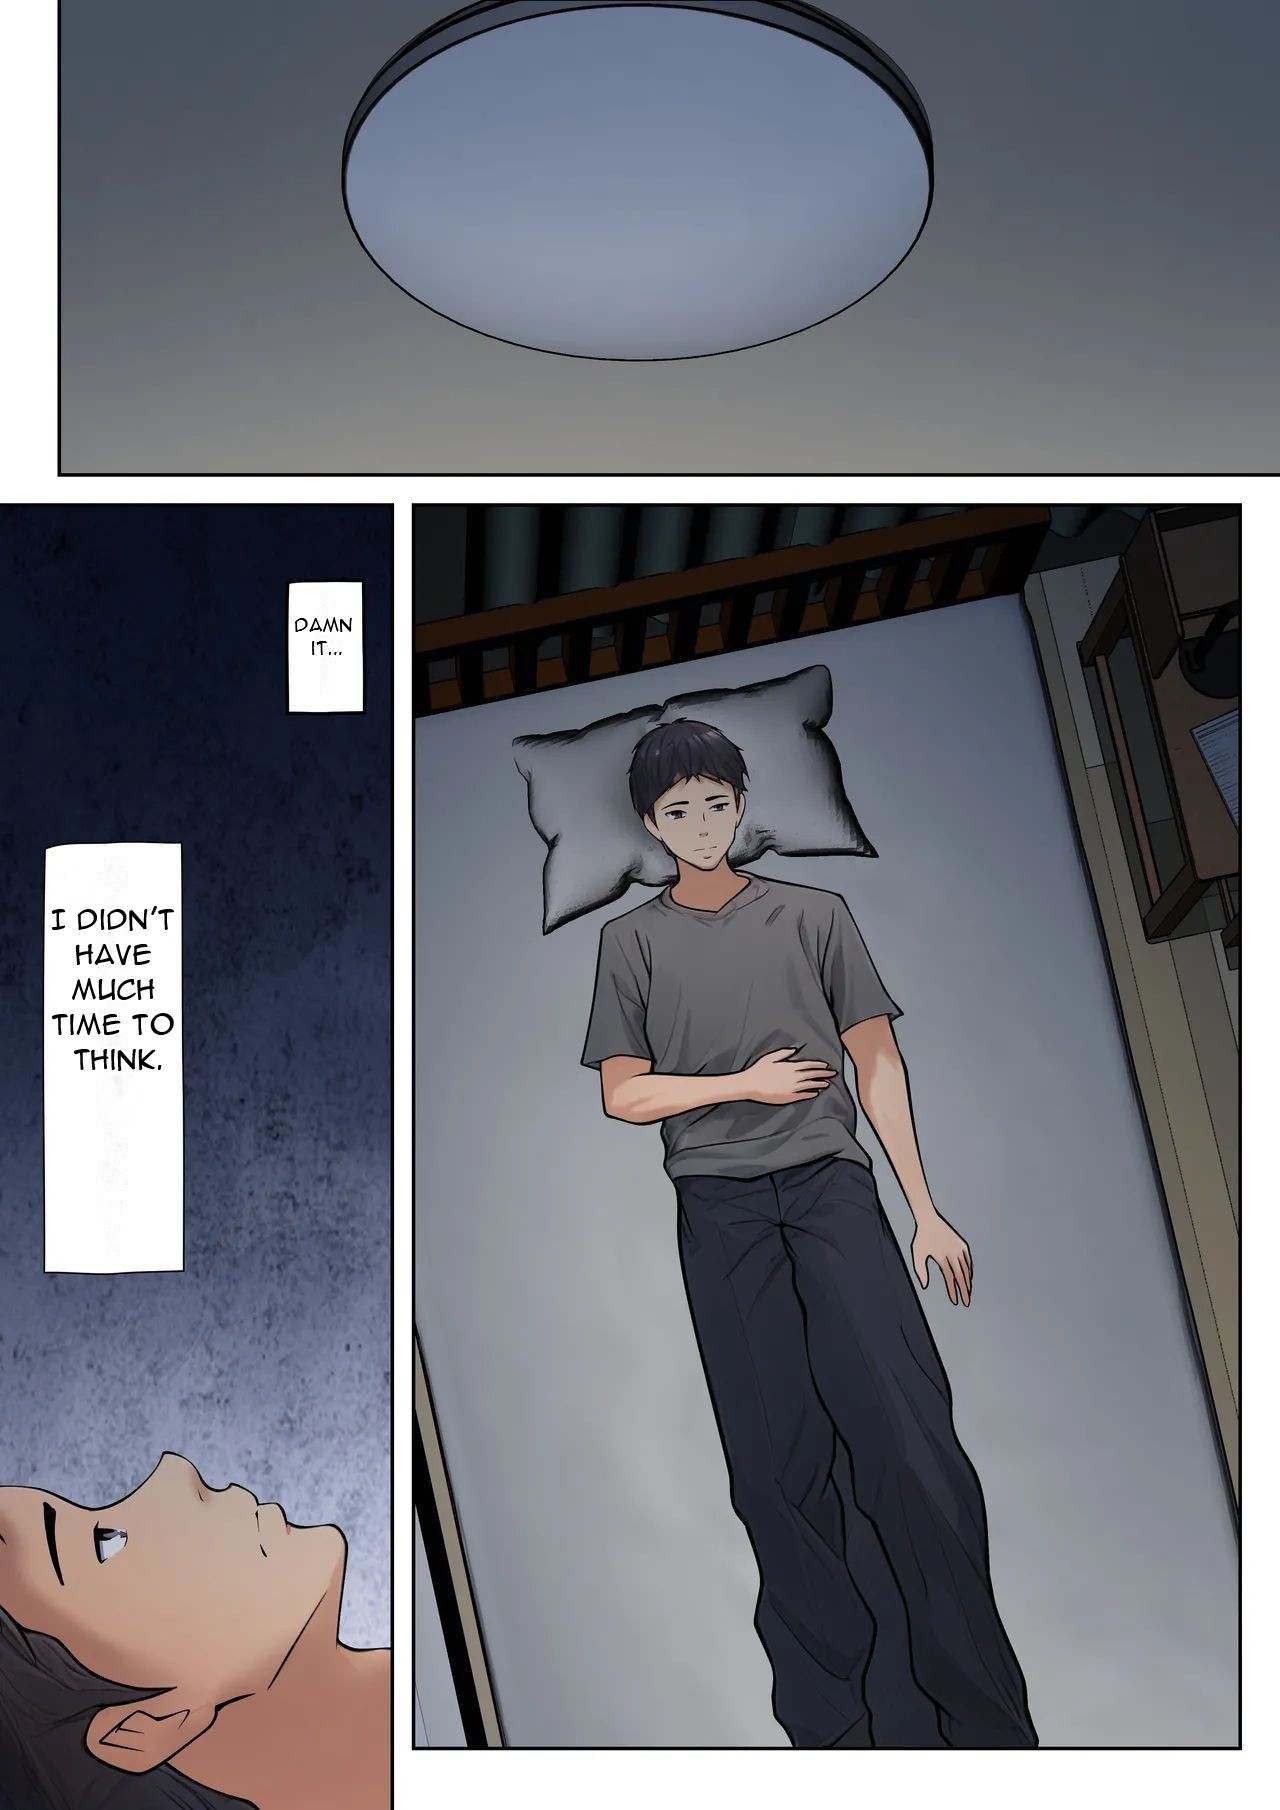 DAMN
IT...
I DIDN'T
HAVE
MUCH
TIME TO
THINK.